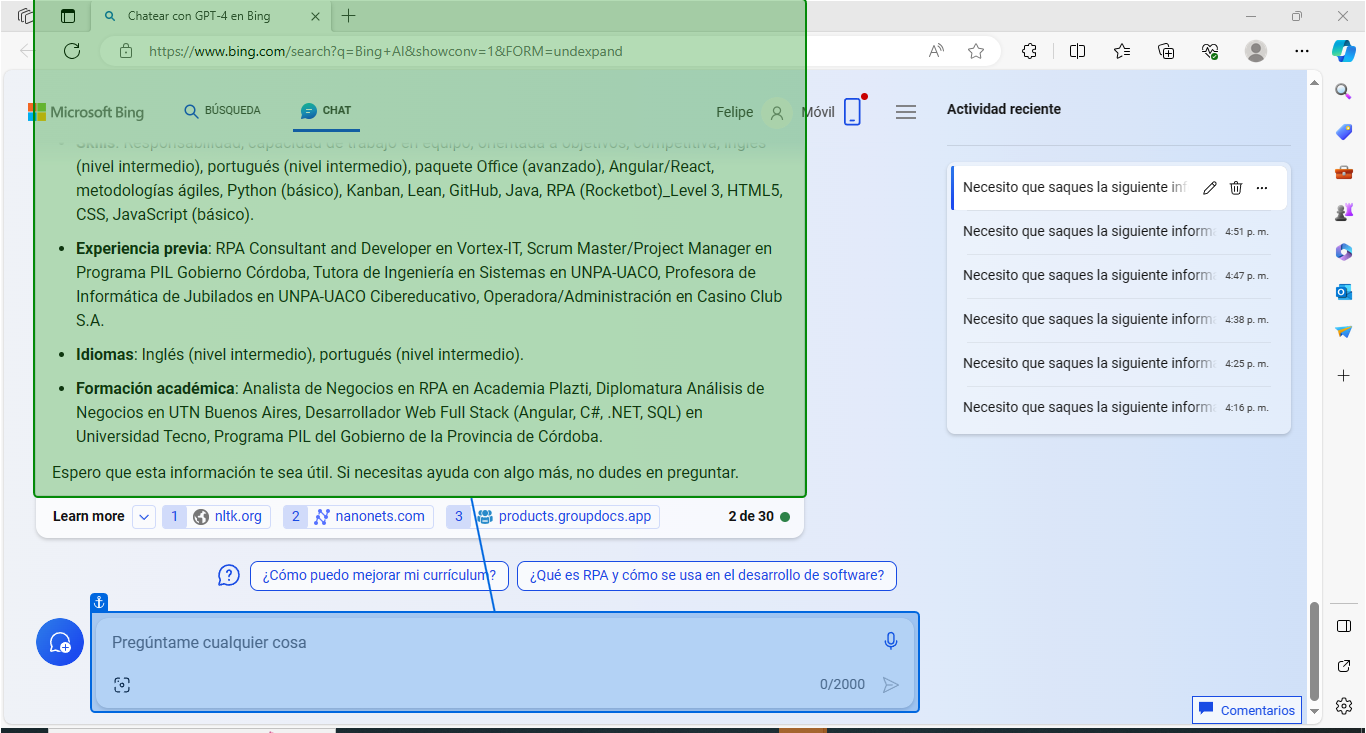 Chatear con GPT-4 en Bing
https://www.bing.com/search?q=Bing+AI&showconv=1&FORM=undexpand
Microsoft Bing
BÚSQUEDA
CHAT
Felipe
Móvil
Skills: Responsabilidad, capacidad de trabajo en equipo, orientada a objetivos, competitiva, inglés
(nivel intermedio), portugués (nivel intermedio), paquete Office (avanzado), Angular/React,
metodologías ágiles, Python (básico), Kanban, Lean, GitHub, Java, RPA (Rocketbot)_Level 3, HTML5,
CSS, JavaScript (básico).
Experiencia previa: RPA Consultant and Developer en Vortex-IT, Scrum Master/Project Manager en
Programa PIL Gobierno Córdoba, Tutora de Ingeniería en Sistemas en UNPA-UACO, Profesora de
Informática de Jubilados en UNPA-UACO Cibereducativo, Operadora/Administración en Casino Club
S.A.
Idiomas: Inglés (nivel intermedio), portugués (nivel intermedio).
Formación académica: Analista de Negocios en RPA en Academia Plazti, Diplomatura Análisis de
Negocios en UTN Buenos Aires, Desarrollador Web Full Stack (Angular, C#, .NET, SQL) en
Universidad Tecno, Programa PIL del Gobierno de la Provincia de Córdoba.
Espero que esta información te sea útil. Si necesitas ayuda con algo más, no dudes en preguntar.
Learn more 1 nltk.org 2 nanonets.com 3 products.groupdocs.app 2 de 30
¿Cómo puedo mejorar mi currículum? ¿Qué es RPA y cómo se usa en el desarrollo de software?
Pregúntame cualquier cosa
0/2000
Actividad reciente
Necesito que saques la siguiente inf
Necesito que saques la siguiente inform 4:51 p. m.
Necesito que saques la siguiente inform 4:47 p. m.
Necesito que saques la siguiente inform 4:38 p. m.
Necesito que saques la siguiente inform 4:25 p. m.
Necesito que saques la siguiente inform 4:16 p. m.
Comentarios